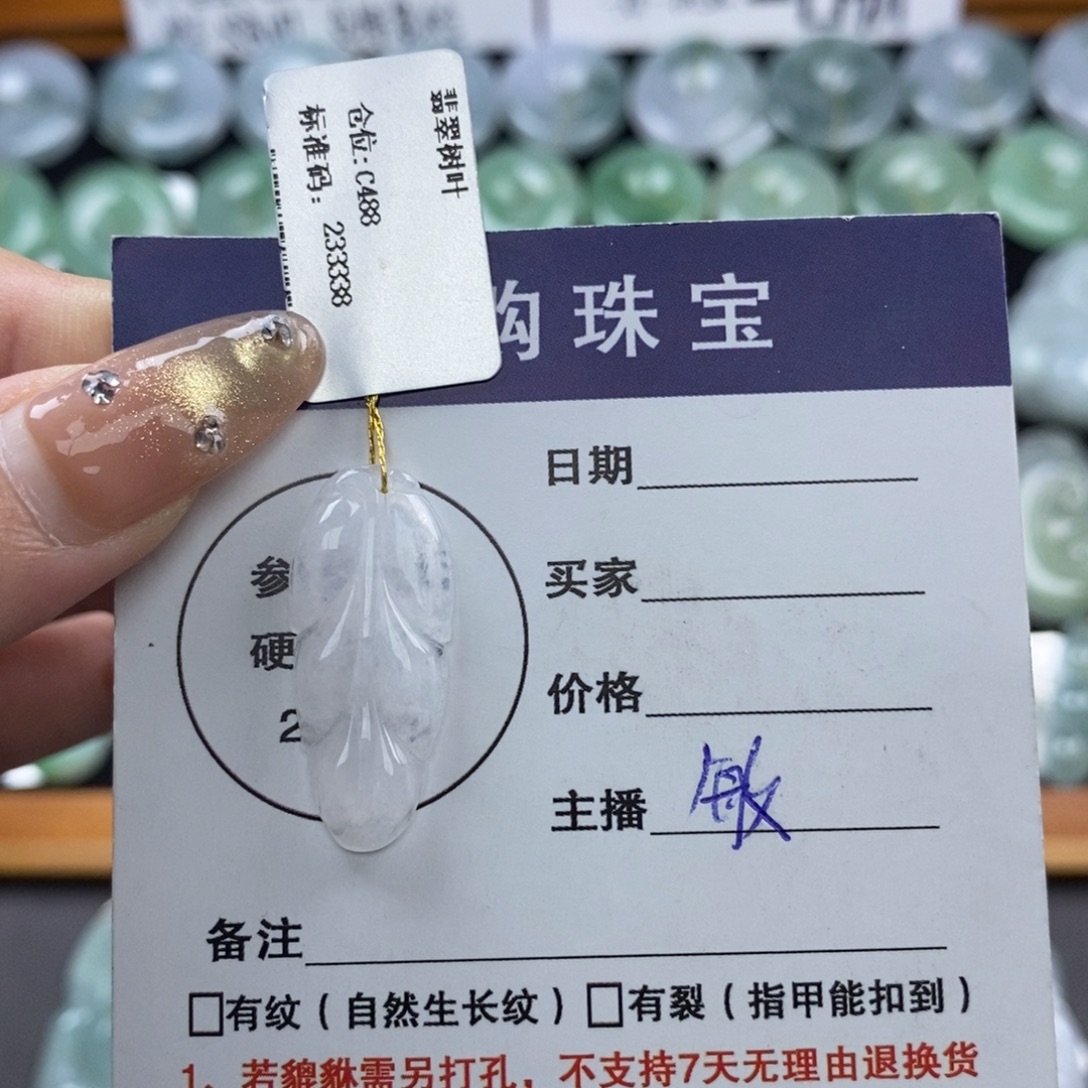 翡翠树叶
仓位:C488
标准码: 233338
购珠宝
日期
买家
价格
主播 敏
参
硬
2
备注
□有纹(自然生长纹) □有裂(指甲能扣到)
1、若貔貅需另打孔,不支持7天无理由退换货